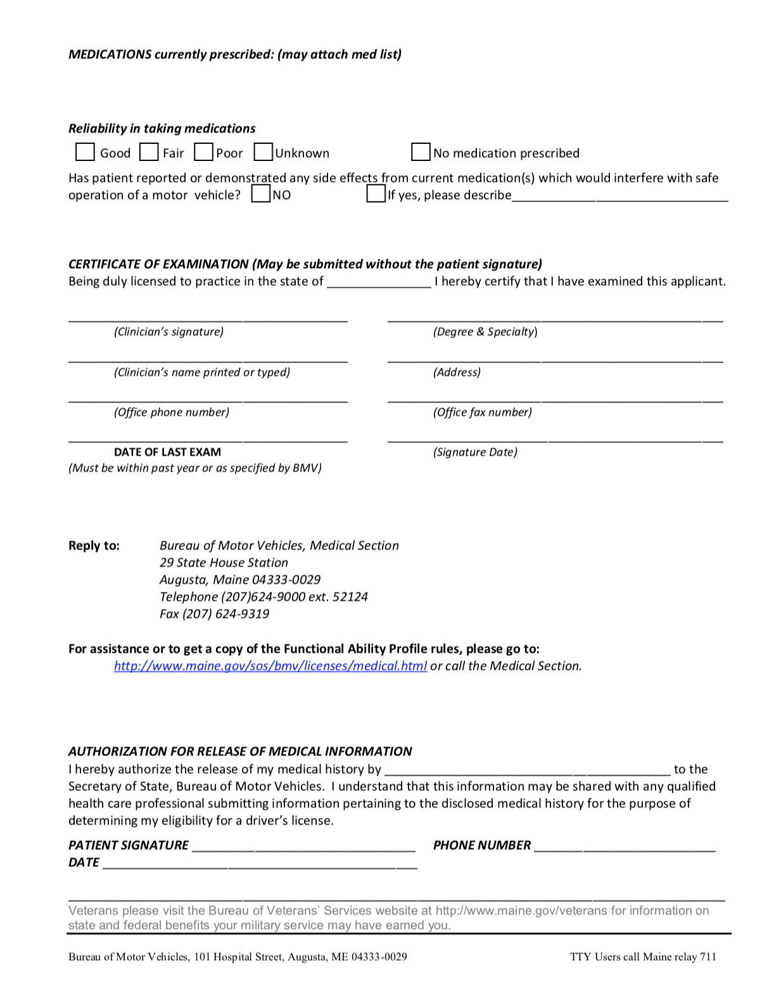 MEDICATIONS currently prescribed: (may attach med list)
Reliability in taking medications
Good Fair Poor Unknown No medication prescribed
Has patient reported or demonstrated any side effects from current medication(s) which would interfere with safe
operation of a motor vehicle? NO If yes, please describe_______________________________
CERTIFICATE OF EXAMINATION (May be submitted without the patient signature)
Being duly licensed to practice in the state of _______________ I hereby certify that I have examined this applicant.
________________________________________ ________________________________________________
(Clinician’s signature) (Degree & Specialty)
________________________________________ ________________________________________________
(Clinician’s name printed or typed) (Address)
________________________________________ ________________________________________________
(Office phone number) (Office fax number)
________________________________________ ________________________________________________
DATE OF LAST EXAM (Signature Date)
(Must be within past year or as specified by BMV)
Reply to: Bureau of Motor Vehicles, Medical Section
29 State House Station
Augusta, Maine 04333-0029
Telephone (207)624-9000 ext. 52124
Fax (207) 624-9319
For assistance or to get a copy of the Functional Ability Profile rules, please go to:
http://www.maine.gov/sos/bmv/licenses/medical.html or call the Medical Section.
AUTHORIZATION FOR RELEASE OF MEDICAL INFORMATION
I hereby authorize the release of my medical history by _________________________________________ to the
Secretary of State, Bureau of Motor Vehicles. I understand that this information may be shared with any qualified
health care professional submitting information pertaining to the disclosed medical history for the purpose of
determining my eligibility for a driver’s license.
PATIENT SIGNATURE ________________________________ PHONE NUMBER __________________________
DATE _____________________________________________
Veterans please visit the Bureau of Veterans’ Services website at http://www.maine.gov/veterans for information on
state and federal benefits your military service may have earned you.
Bureau of Motor Vehicles, 101 Hospital Street, Augusta, ME 04333-0029 TTY Users call Maine relay 711